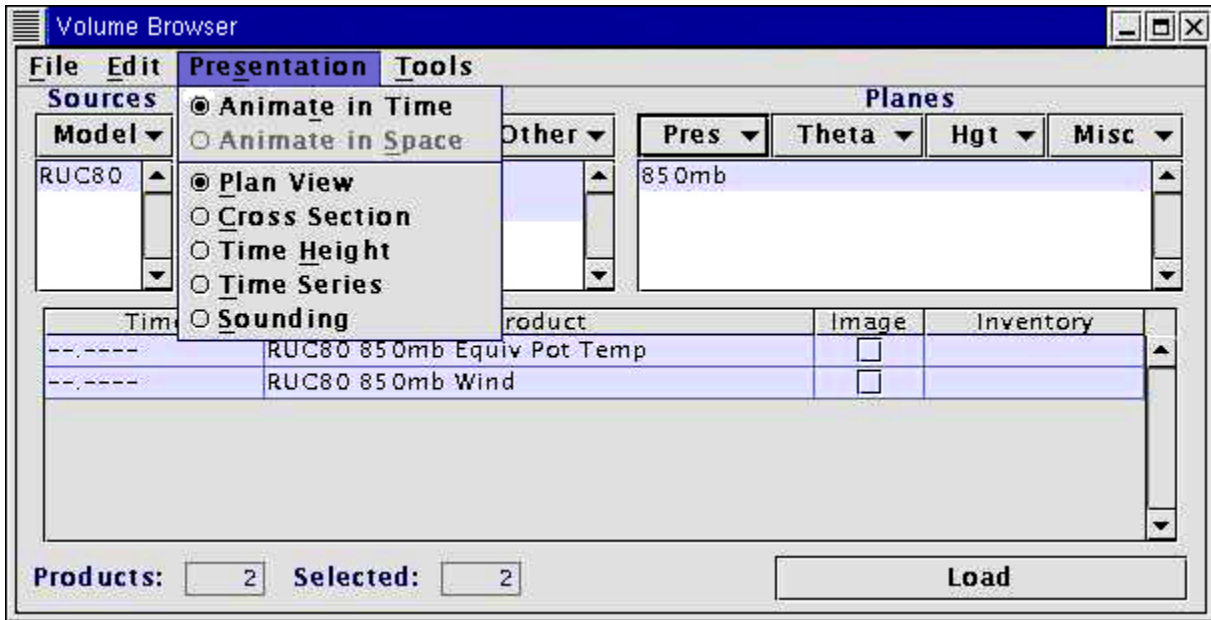 Volume Browser
File Edit Presentation Tools
Sources Planes
Animate in Time
Animate in Space
Plan View
Cross Section
Time Height
Time Series
Sounding
Model Other Pres Theta Hgt Misc
RUC80 850mb
Tim roduct Image Inventory
--.---- RUC80 850mb Equiv Pot Temp
--.---- RUC80 850mb Wind
Products: 2 Selected: 2 Load